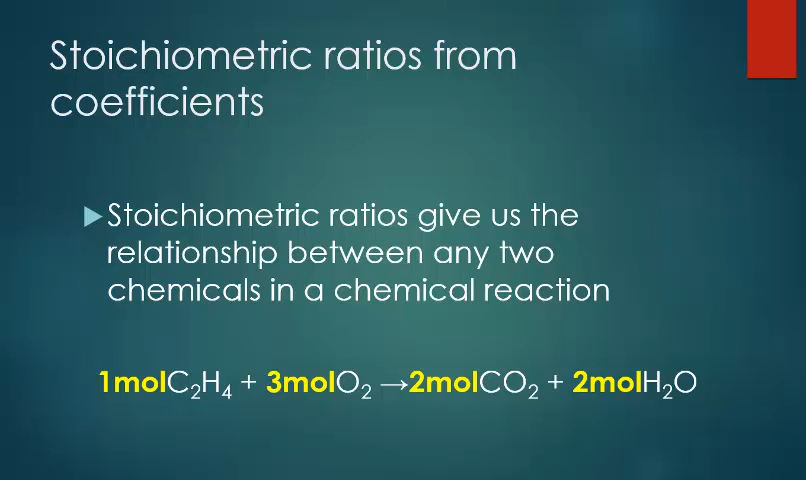 Stoichiometric ratios from
coefficients
Stoichiometric ratios give us the
relationship between any two
chemicals in a chemical reaction
1molC₂H₄ + 3molO₂ →2molCO₂ + 2molH₂O